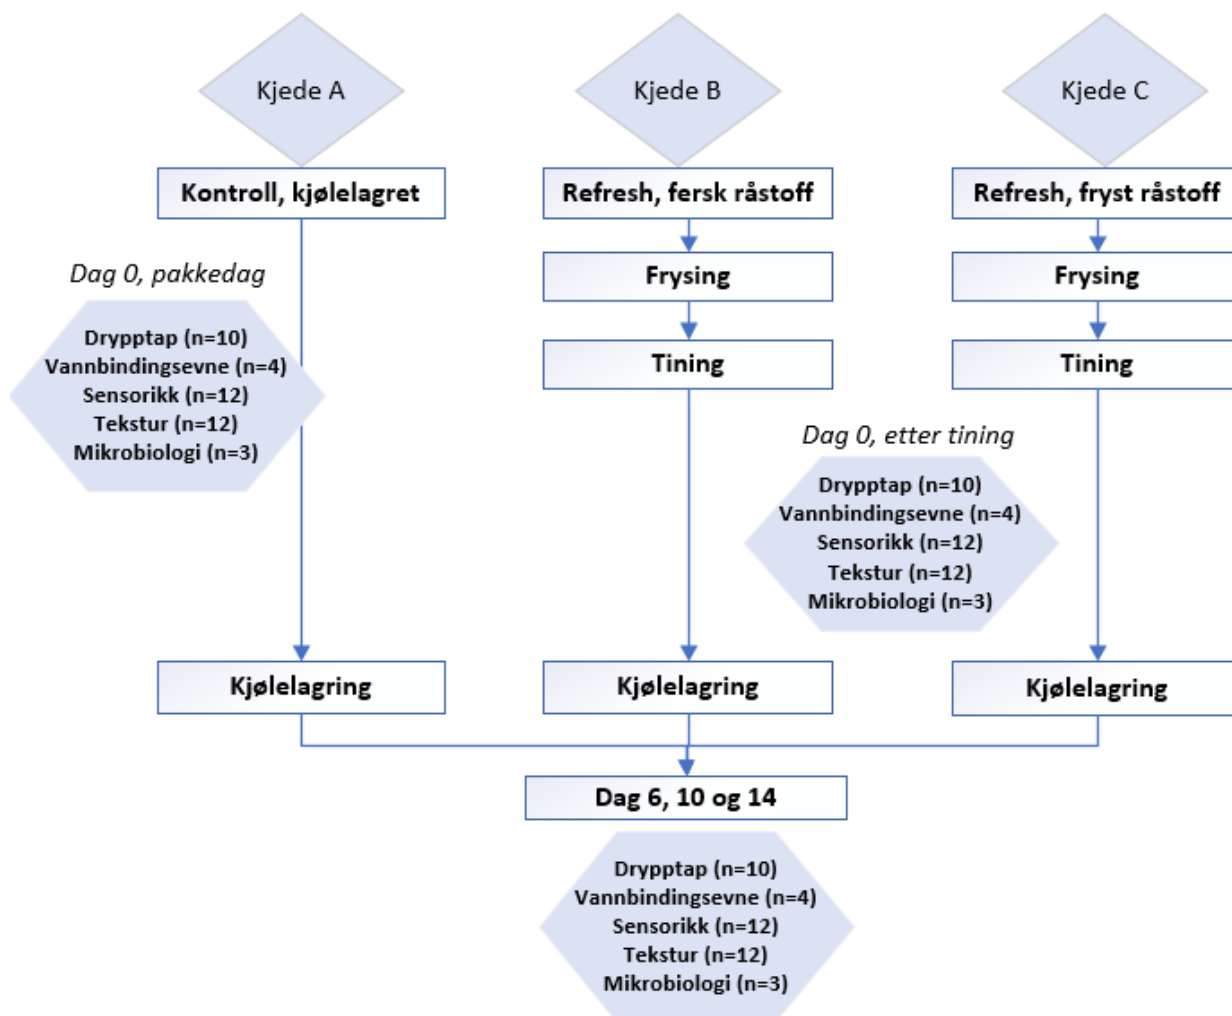 Kjede A
Kjede B
Kjede C
Kontroll, kjølelagret
Refresh, fersk råstoff
Refresh, fryst råstoff
Dag 0, pakkedag
Frysing
Frysing
Drypptap (n=10)
Vannbindingsevne (n=4)
Sensorikk (n=12)
Tekstur (n=12)
Mikrobiologi (n=3)
Tining
Tining
Dag 0, etter tining
Drypptap (n=10)
Vannbindingsevne (n=4)
Sensorikk (n=12)
Tekstur (n=12)
Mikrobiologi (n=3)
Kjølelagring
Kjølelagring
Kjølelagring
Dag 6, 10 og 14
Drypptap (n=10)
Vannbindingsevne (n=4)
Sensorikk (n=12)
Tekstur (n=12)
Mikrobiologi (n=3)